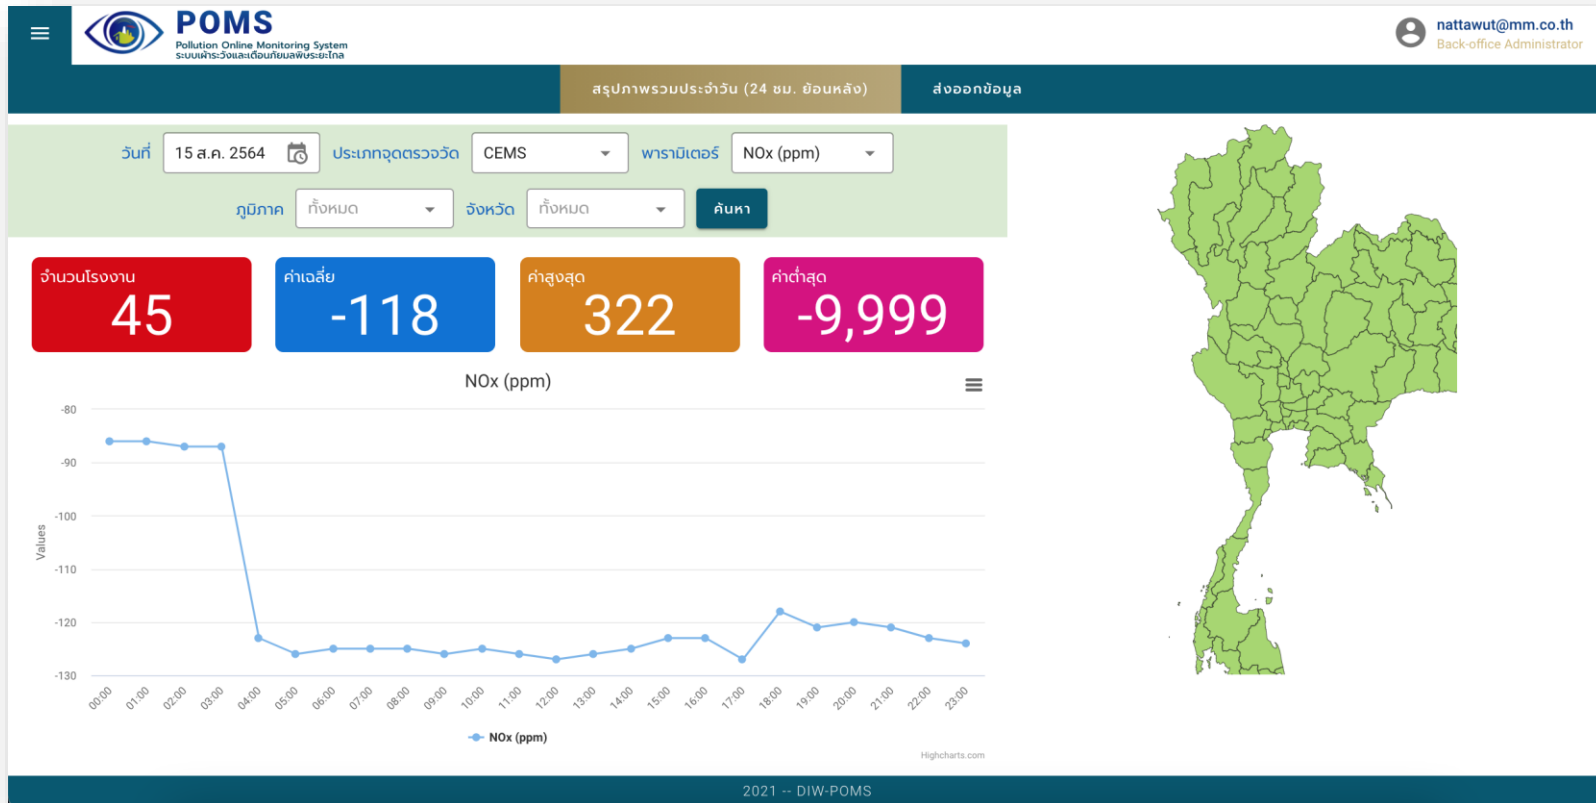 POMS
Pollution Online Monitoring System
ระบบเฝ้าระวังและเตือนภัยมลพิษระยะไกล
nattawut@mm.co.th
Back-office Administrator
สรุปภาพรวมประจำวัน (24 ชม. ย้อนหลัง) ส่งออกข้อมูล
วันที่ 15 ส.ค. 2564 ประเภทจุดตรวจวัด CEMS พารามิเตอร์ NOx (ppm)
ภูมิภาค ทั้งหมด จังหวัด ทั้งหมด ค้นหา
จำนวนโรงงาน
45
ค่าเฉลี่ย
-118
ค่าสูงสุด
322
ค่าต่ำสุด
-9,999
NOx (ppm)
Values
-80
-90
-100
-110
-120
-130
00:00 01:00 02:00 03:00 04:00 05:00 06:00 07:00 08:00 09:00 10:00 11:00 12:00 13:00 14:00 15:00 16:00 17:00 18:00 19:00 20:00 21:00 22:00 23:00
NOx (ppm)
Highcharts.com
2021 -- DIW-POMS